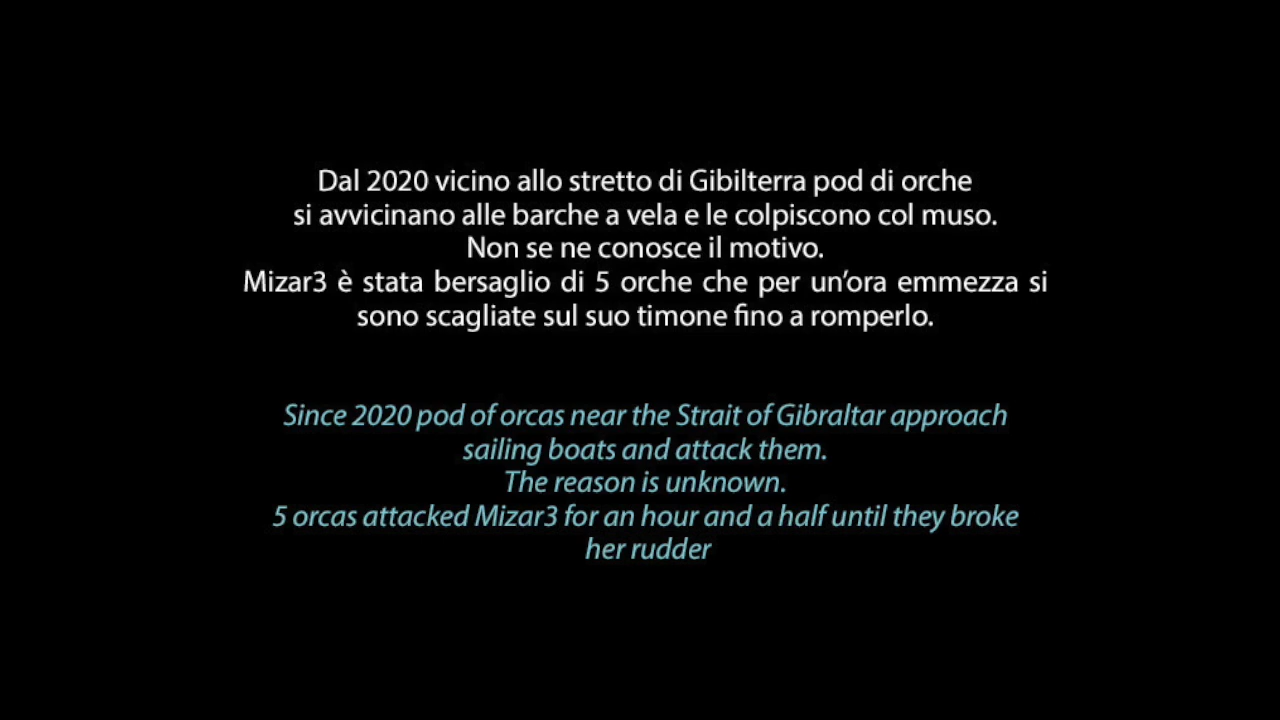 Dal 2020 vicino allo stretto di Gibilterra pod di orche
si avvicinano alle barche a vela e le colpiscono col muso.
Non se ne conosce il motivo.
Mizar3 è stata bersaglio di 5 orche che per un’ora emmezza si
sono scagliate sul suo timone fino a romperlo.
Since 2020 pod of orcas near the Strait of Gibraltar approach
sailing boats and attack them.
The reason is unknown.
5 orcas attacked Mizar3 for an hour and a half until they broke
her rudder